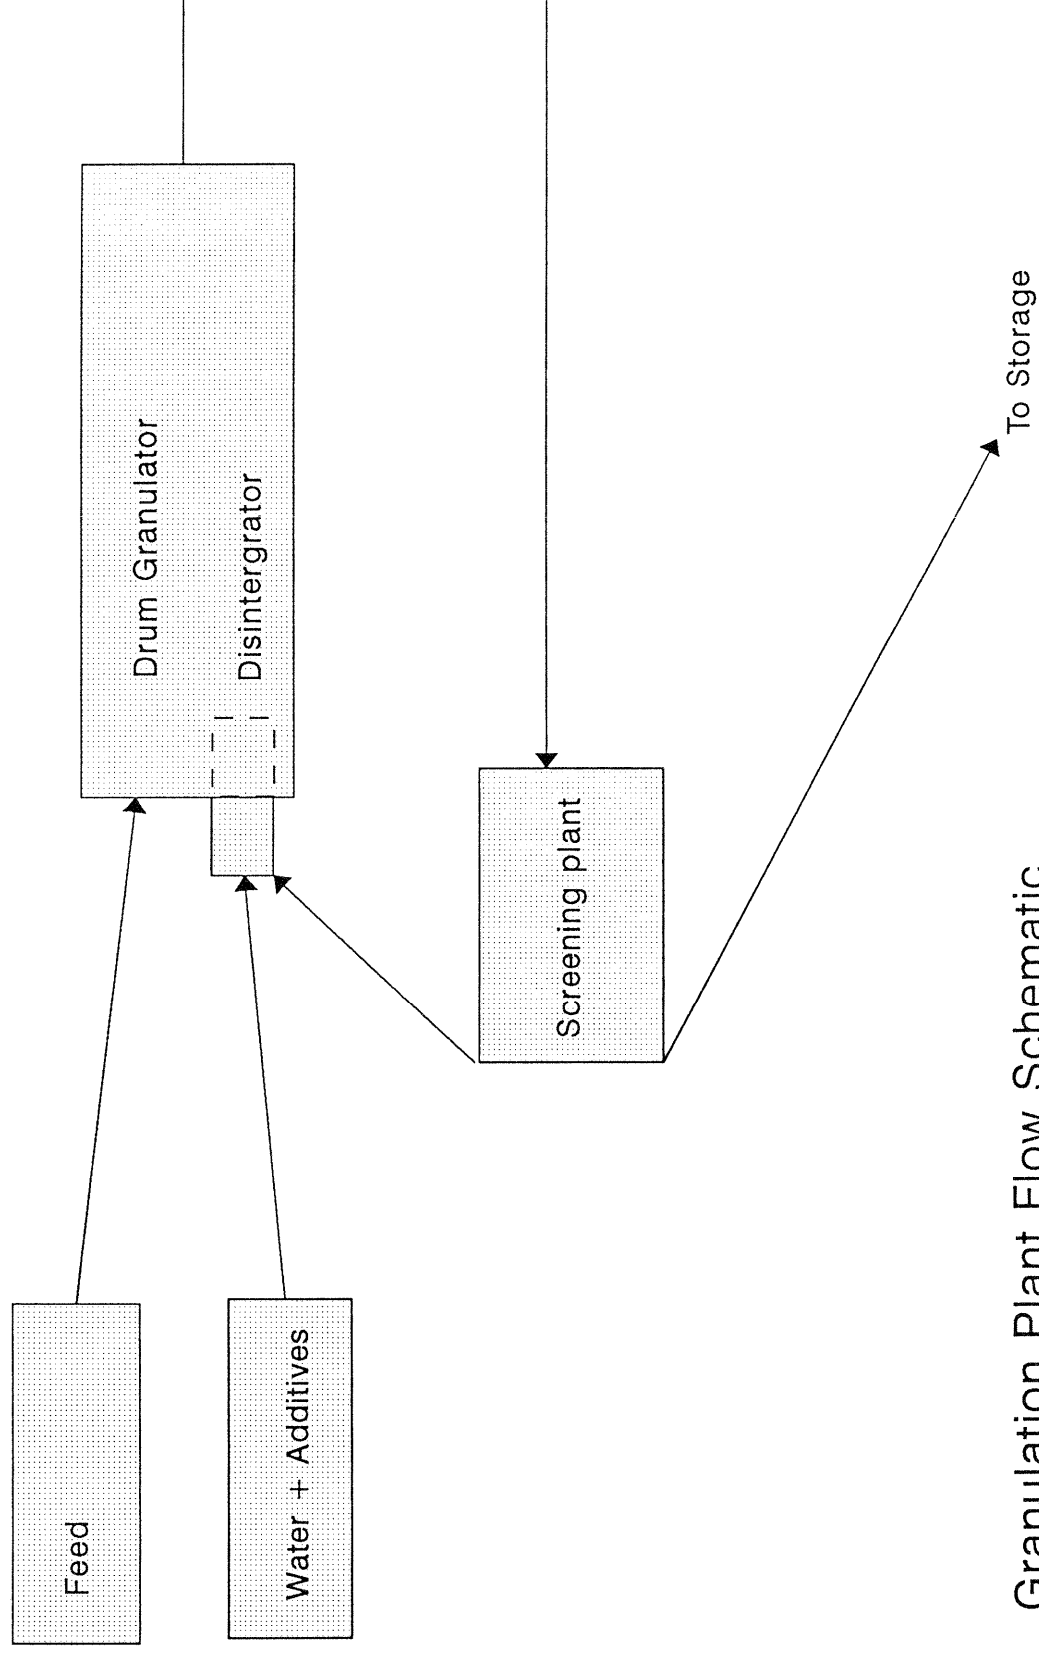 Feed
Drum Granulator
Disintergrator
Water + Additives
Screening plant
To Storage
Granulation Plant Flow Schematic